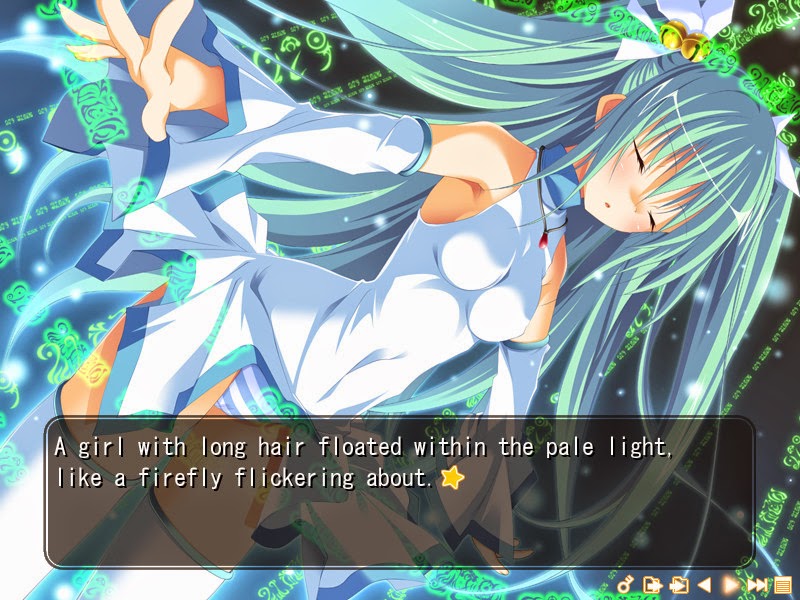 A girl with long hair floated within the pale light,
like a firefly flickering about.